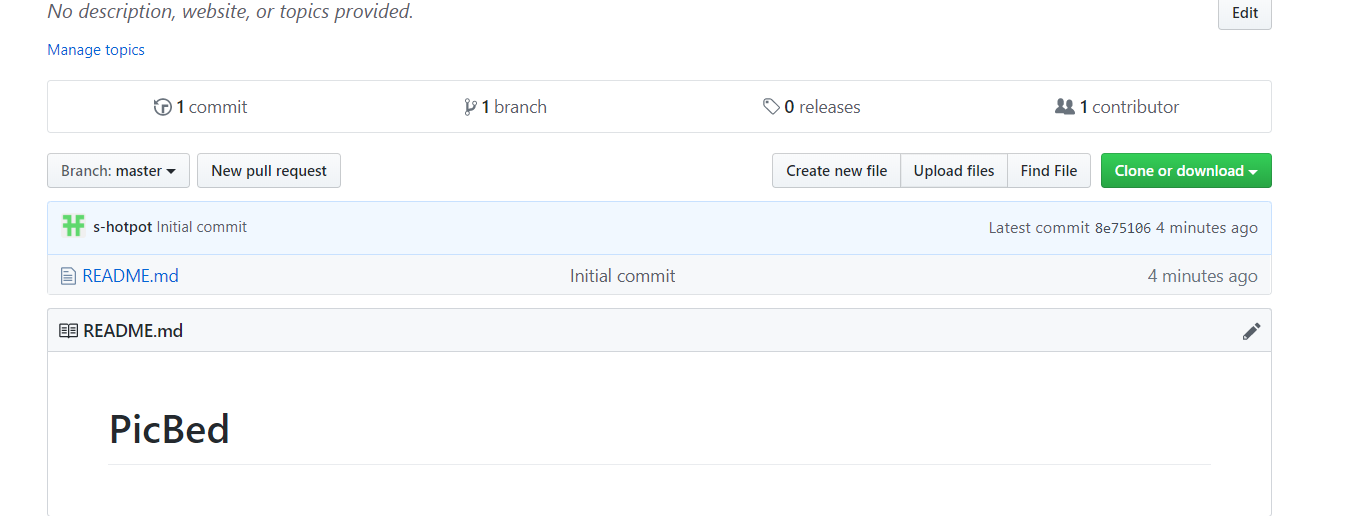 No description, website, or topics provided.
Edit
Manage topics
1 commit
1 branch
0 releases
1 contributor
Branch: master
New pull request
Create new file
Upload files
Find File
Clone or download
s-hotpot Initial commit
Latest commit 8e75106 4 minutes ago
README.md
Initial commit
4 minutes ago
README.md
PicBed